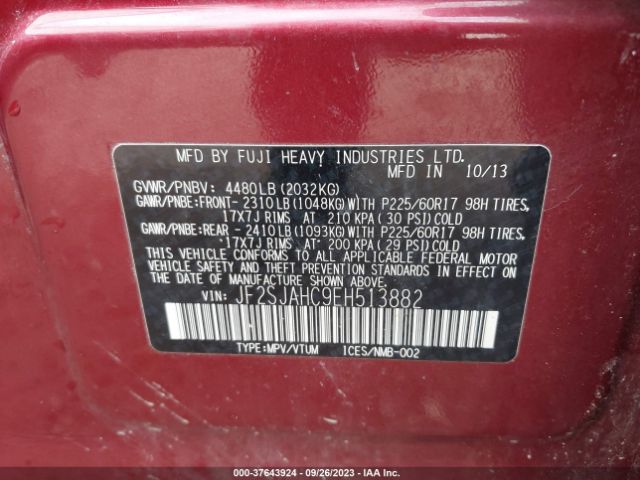 MFD BY FUJI HEAVY INDUSTRIES LTD.
MFD IN 10/13
GVWR/PNBV: 4480LB(2032KG)
GAWR/PNBE:FRONT-2310LB(1048KG)WITH P225/60R17 98H TIRES,
17X7J RIMS AT 210 KPA(30 PSI)COLD
GAWR/PNBE:REAR -2410LB(1093KG)WITH P225/60R17 98H TIRES,
17X7J RIMS AT 200 KPA(29 PSI)COLD
THIS VEHICLE CONFORMS TO ALL APPLICABLE FEDERAL MOTOR
VEHICLE SAFETY AND THEFT PREVENTION STANDARDS IN EFFECT
ON THE DATE OF MANUFACTURE SHOWN ABOVE.
VIN: JF2SJAHC9EH513882
TYPE:MPV/VTUM ICES/NMB-002
000-37643924 | 09/26/2023 | IAA Inc.